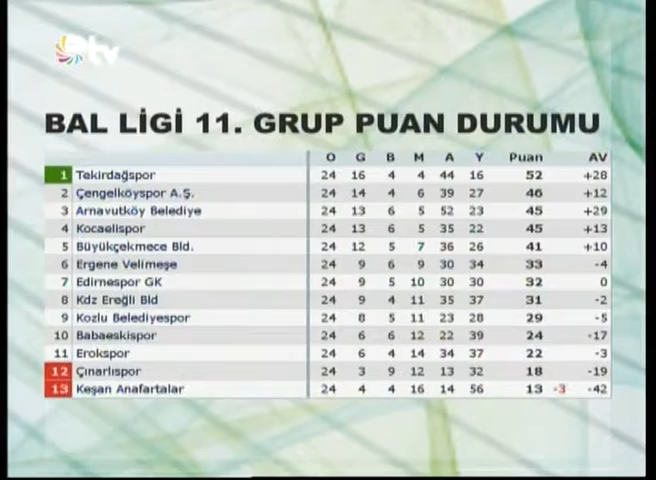 etv
BAL LİGİ 11. GRUP PUAN DURUMU
O G B M A Y Puan AV
1 Tekirdağspor 24 16 4 4 44 16 52 +28
2 Çengelköyspor A.Ş. 24 14 4 6 39 27 46 +12
3 Arnavutköy Belediye 24 13 6 5 52 23 45 +29
4 Kocaelispor 24 13 6 5 35 22 45 +13
5 Büyükçekmece Bld. 24 12 5 7 36 26 41 +10
6 Ergene Velimeşe 24 9 6 9 30 34 33 -4
7 Edirnespor GK 24 9 5 10 30 30 32 0
8 Kdz Ereğli Bld 24 9 4 11 35 37 31 -2
9 Kozlu Belediyespor 24 8 5 11 23 28 29 -5
10 Babaeskispor 24 6 6 12 22 39 24 -17
11 Erokspor 24 6 4 14 34 37 22 -3
12 Çınarlıspor 24 3 9 12 13 32 18 -19
13 Keşan Anafartalar 24 4 4 16 14 56 13 -3 -42